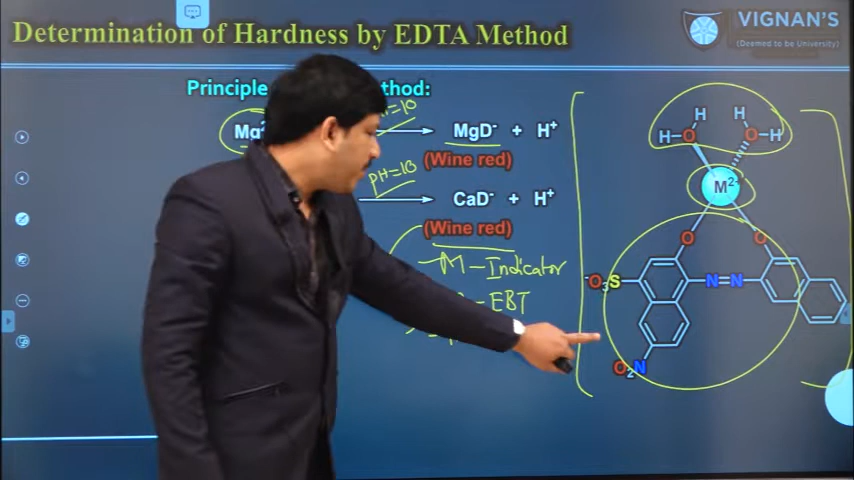 Determination of Hardness by EDTA Method
VIGNAN'S
(Deemed to be University)
Principle thod:
=10
MgD⁻ + H⁺
(Wine red)
pH=10
CaD⁻ + H⁺
(Wine red)
M - Indicator
- EBT
H H
H O O H
M²⁺
O O
⁻O₃S N=N
O₂N